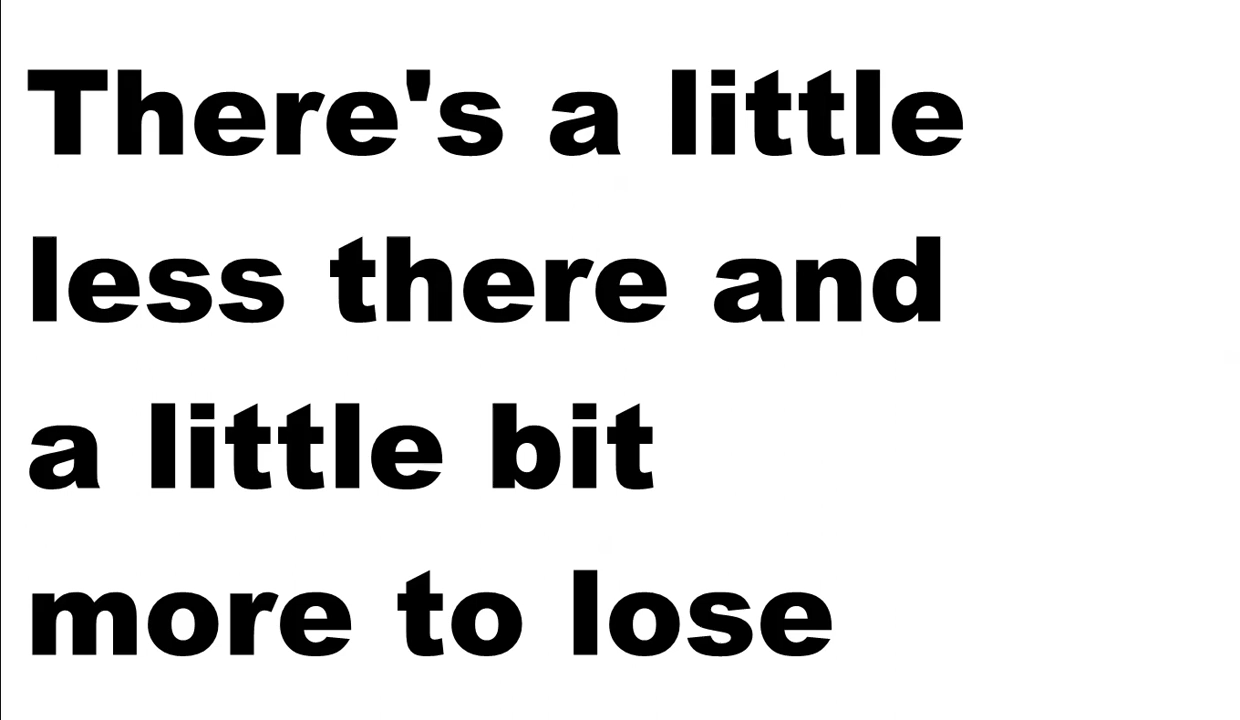 There's a little
less there and
a little bit
more to lose